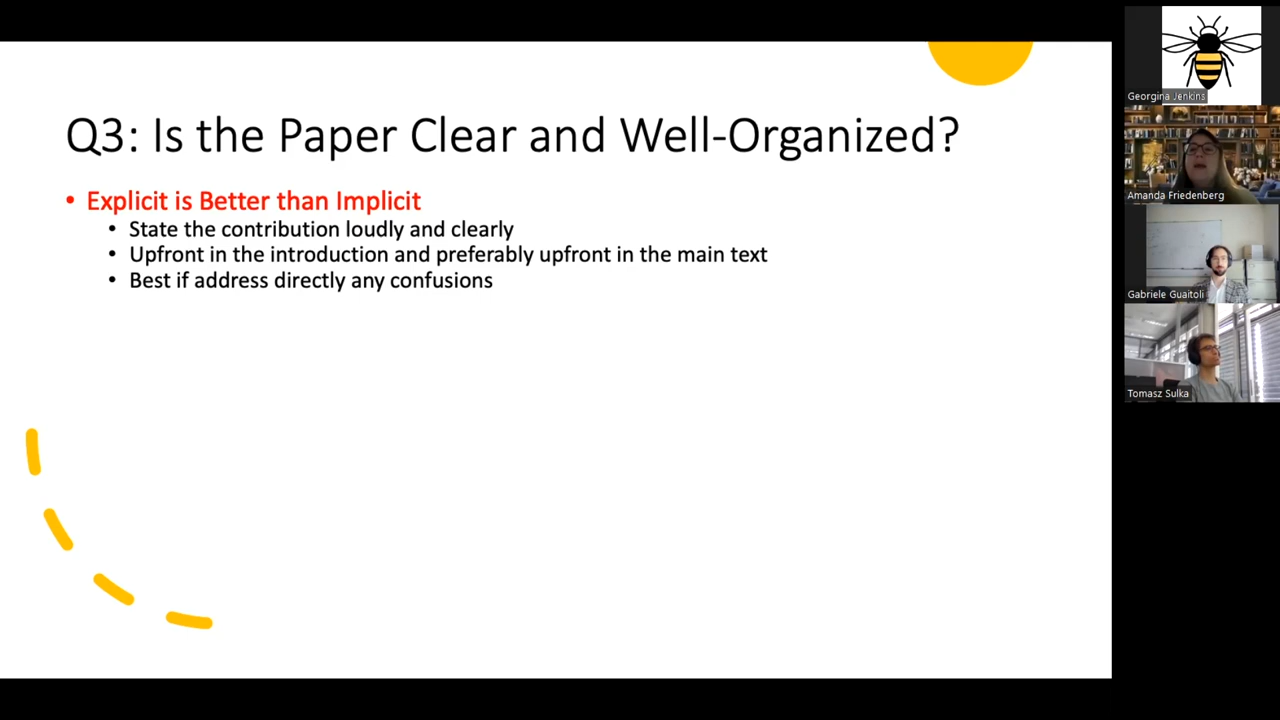 Q3: Is the Paper Clear and Well-Organized?
• Explicit is Better than Implicit
• State the contribution loudly and clearly
• Upfront in the introduction and preferably upfront in the main text
• Best if address directly any confusions
Georgina Jenkins
Amanda Friedenberg
Gabriele Guaitoli
Tomasz Sulka